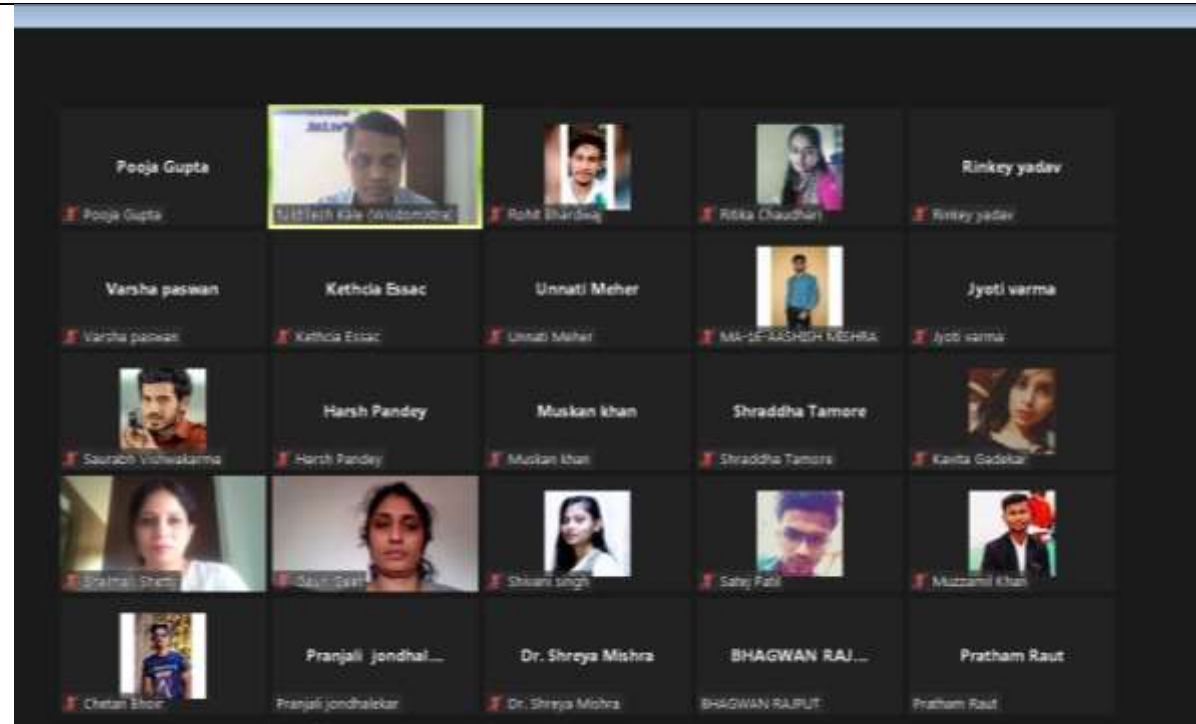 Pooja Gupta
Pooja Gupta
Kale
Rohit Bhardwaj
Ritika Chaudhari
Rinkey yadav
Rinkey yadav
Varsha paswan
Varsha paswan
Kethcia Essac
Kethcia Essac
Unnati Meher
Unnati Meher
AASHISH MISHRA
Jyoti varma
Jyoti varma
Saurabh Vishwakarma
Harsh Pandey
Harsh Pandey
Muskan khan
Muskan khan
Shraddha Tamore
Shraddha Tamore
Kavita Gadekar
Shetti
Shivani singh
Satej Patil
Muzzamil Khan
Chetan Bhoir
Pranjali jondhal...
Pranjali jondhalekar
Dr. Shreya Mishra
Dr. Shreya Mishra
BHAGWAN RAJ...
BHAGWAN RAJPUT
Pratham Raut
Pratham Raut